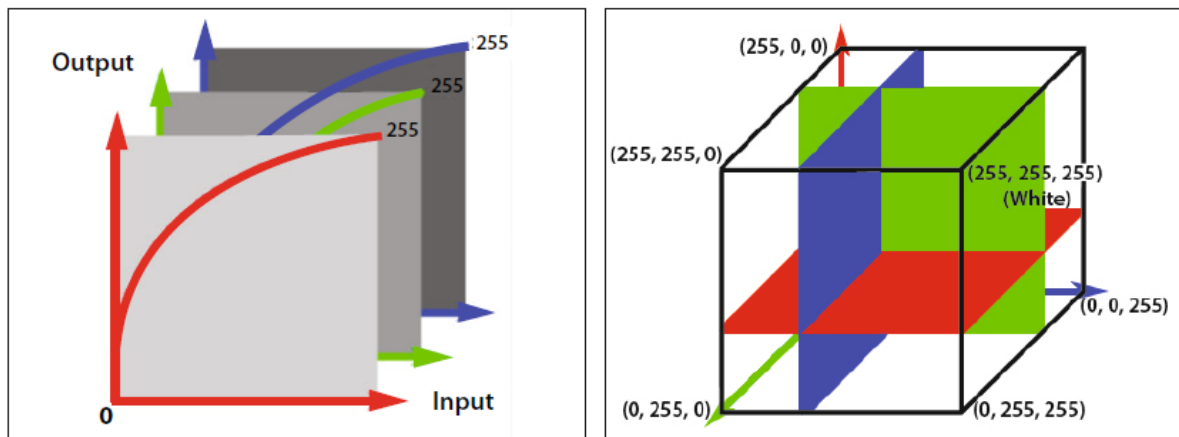 Output
255
255
255
0
Input
(255, 0, 0)
(255, 255, 0)
(255, 255, 255)
(White)
(0, 0, 255)
(0, 255, 0)
(0, 255, 255)